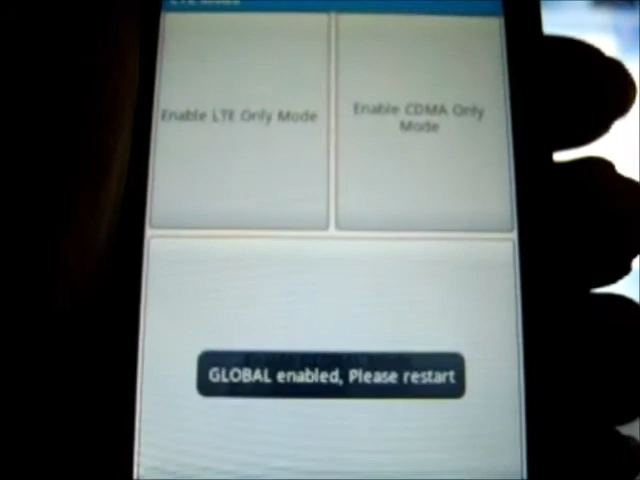 Enable LTE Only Mode
Enable CDMA Only
Mode
GLOBAL enabled, Please restart